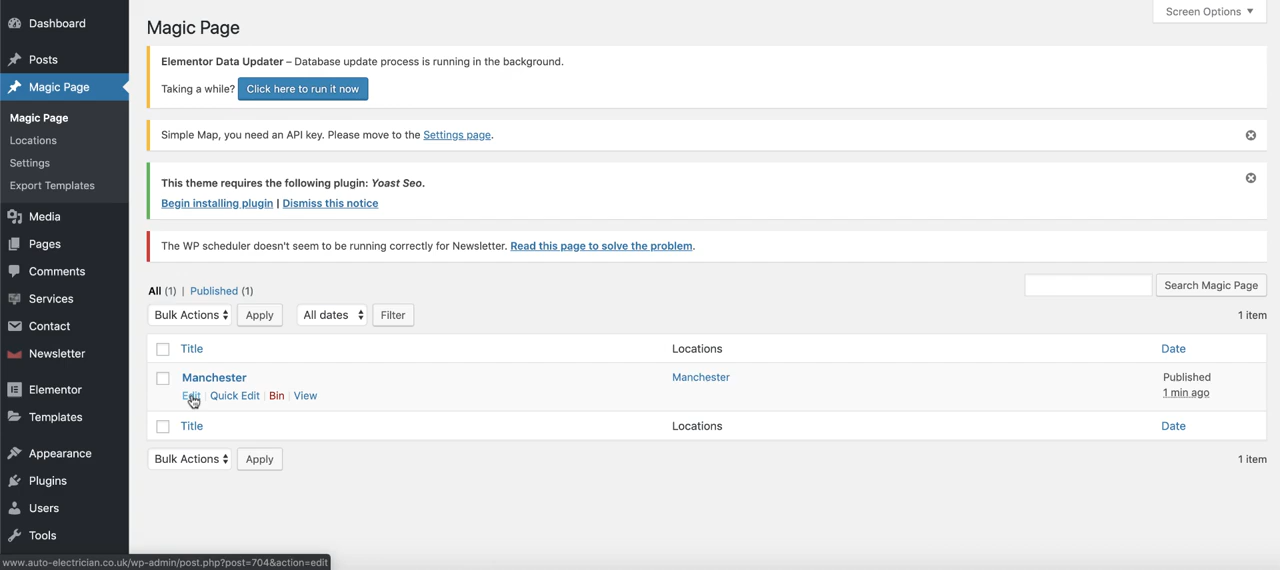 Dashboard
Posts
Magic Page
Magic Page
Locations
Settings
Export Templates
Media
Pages
Comments
Services
Contact
Newsletter
Elementor
Templates
Appearance
Plugins
Users
Tools
Screen Options
Magic Page
Elementor Data Updater – Database update process is running in the background.
Taking a while? Click here to run it now
Simple Map, you need an API key. Please move to the Settings page.
This theme requires the following plugin: Yoast Seo.
Begin installing plugin | Dismiss this notice
The WP scheduler doesn't seem to be running correctly for Newsletter. Read this page to solve the problem.
All (1) | Published (1)
Search Magic Page
Bulk Actions Apply All dates Filter 1 item
Title Locations Date
Manchester Manchester Published
Edit | Quick Edit | Bin | View 1 min ago
Title Locations Date
Bulk Actions Apply 1 item
www.auto-electrician.co.uk/wp-admin/post.php?post=704&action=edit